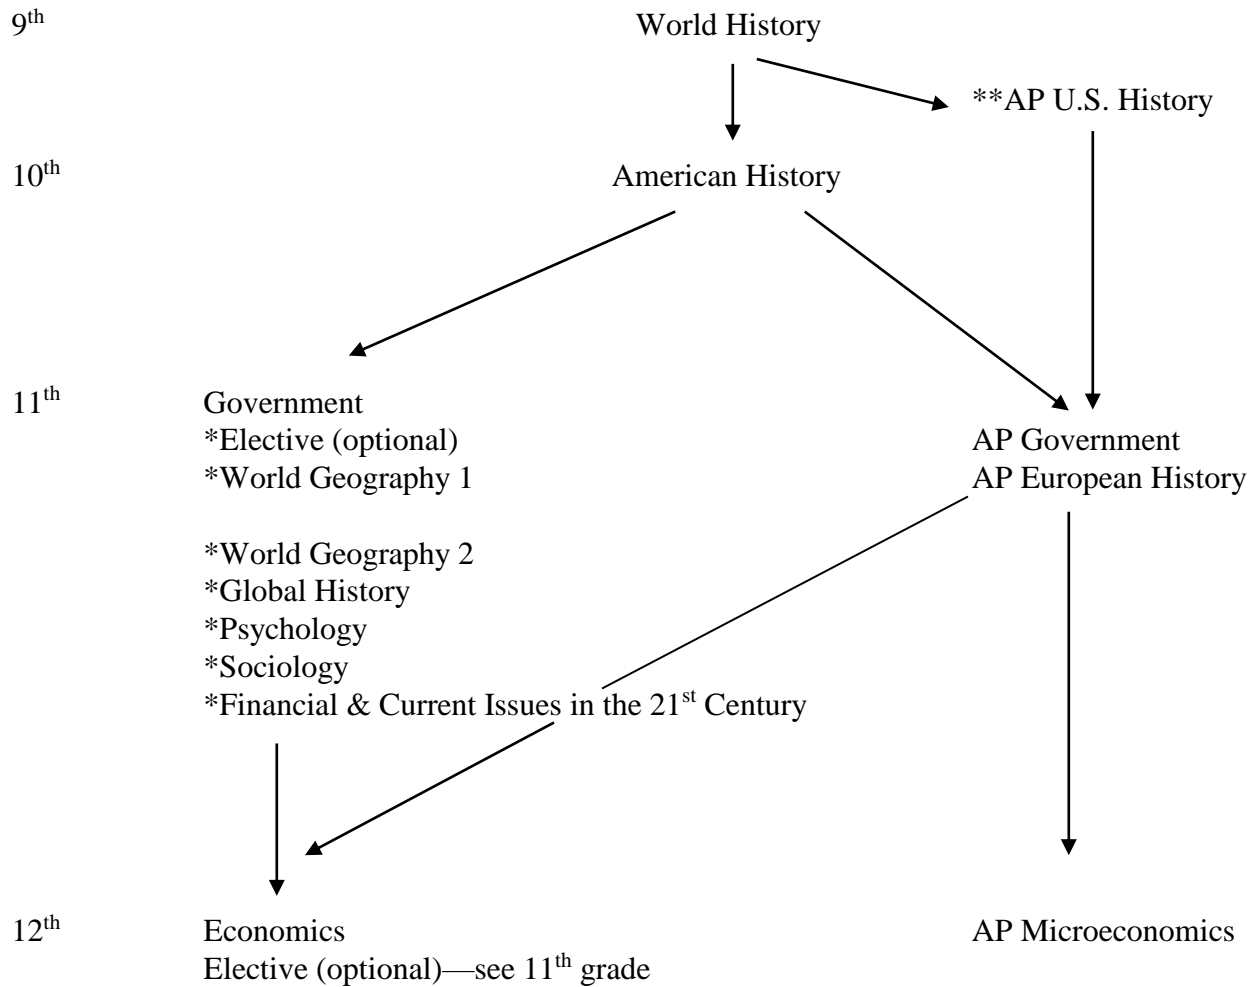 9th World History
**AP U.S. History
10th American History
11th Government
*Elective (optional) AP Government
*World Geography 1 AP European History
*World Geography 2
*Global History
*Psychology
*Sociology
*Financial & Current Issues in the 21st Century
12th Economics AP Microeconomics
Elective (optional)—see 11th grade